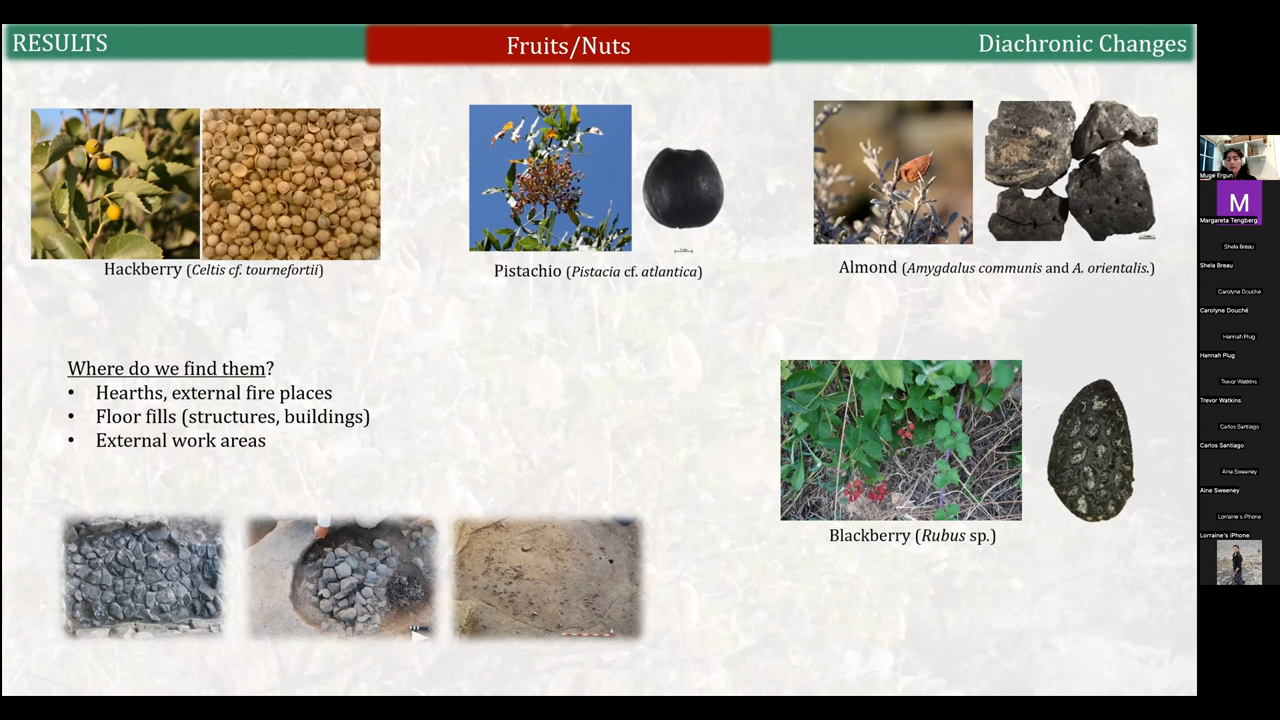 RESULTS
Fruits/Nuts
Diachronic Changes
Hackberry (Celtis cf. tournefortii)
Pistachio (Pistacia cf. atlantica)
Almond (Amygdalus communis and A. orientalis.)
Where do we find them?
• Hearths, external fire places
• Floor fills (structures, buildings)
• External work areas
Blackberry (Rubus sp.)
Muge Ergun
M
Margareta Tengberg
Shela Breau
Shela Breau
Carolyne Douché
Carolyne Douché
Hannah Plug
Hannah Plug
Trevor Watkins
Trevor Watkins
Carlos Santiago
Carlos Santiago
Aine Sweeney
Aine Sweeney
Lorraine's iPhone
Lorraine's iPhone